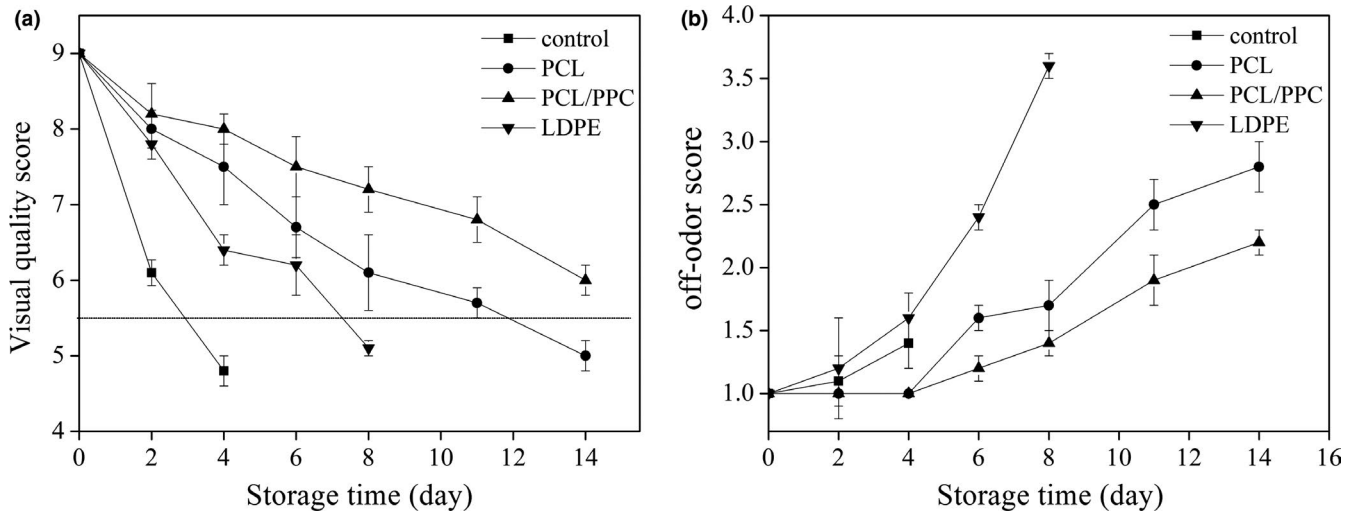 (a)
Visual quality score
9
8
7
6
5
4
control
PCL
PCL/PPC
LDPE
0 2 4 6 8 10 12 14
Storage time (day)
(b)
off-odor score
4.0
3.5
3.0
2.5
2.0
1.5
1.0
control
PCL
PCL/PPC
LDPE
0 2 4 6 8 10 12 14 16
Storage time (day)